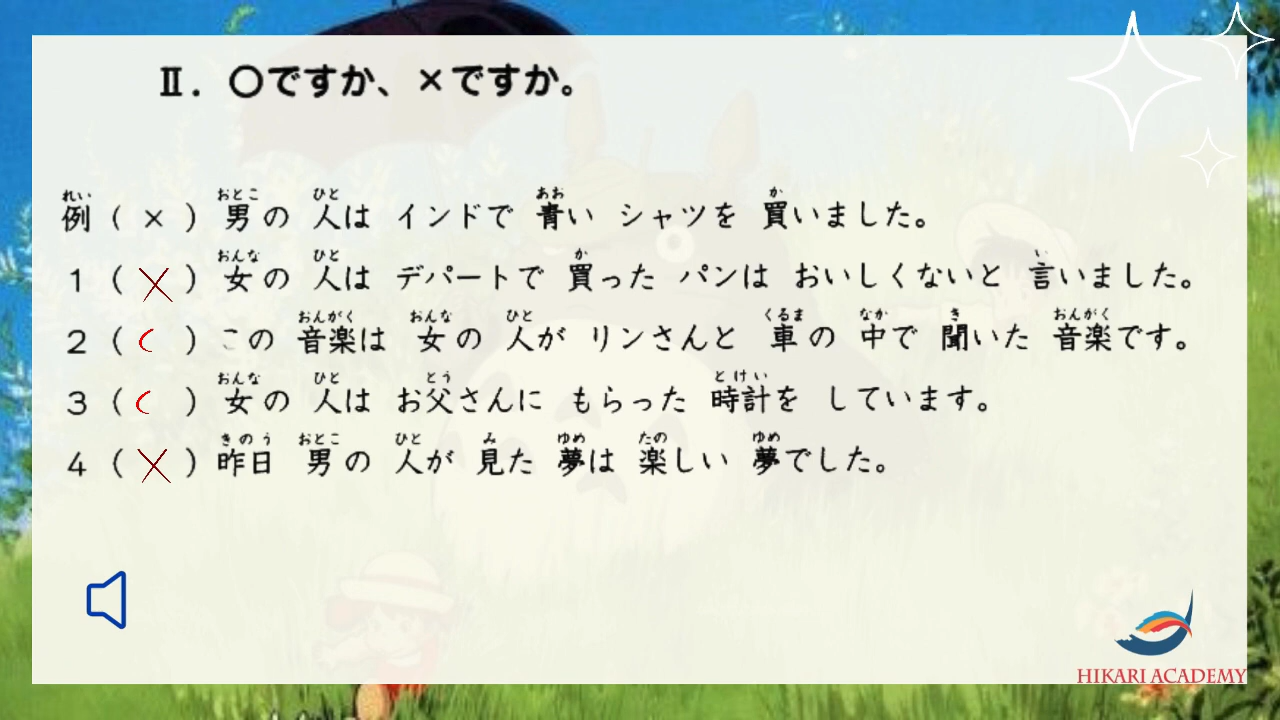 Ⅱ．〇ですか、×ですか。
例（ × ）男の 人は インドで 青い シャツを 買いました。
1（ X ）女の 人は デパートで 買った パンは おいしくないと 言いました。
2（ C ）この 音楽は 女の 人が リンさんと 車の 中で 聞いた 音楽です。
3（ C ）女の 人は お父さんに もらった 時計を しています。
4（ X ）昨日 男の 人が 見た 夢は 楽しい 夢でした。
HIKARI ACADEMY